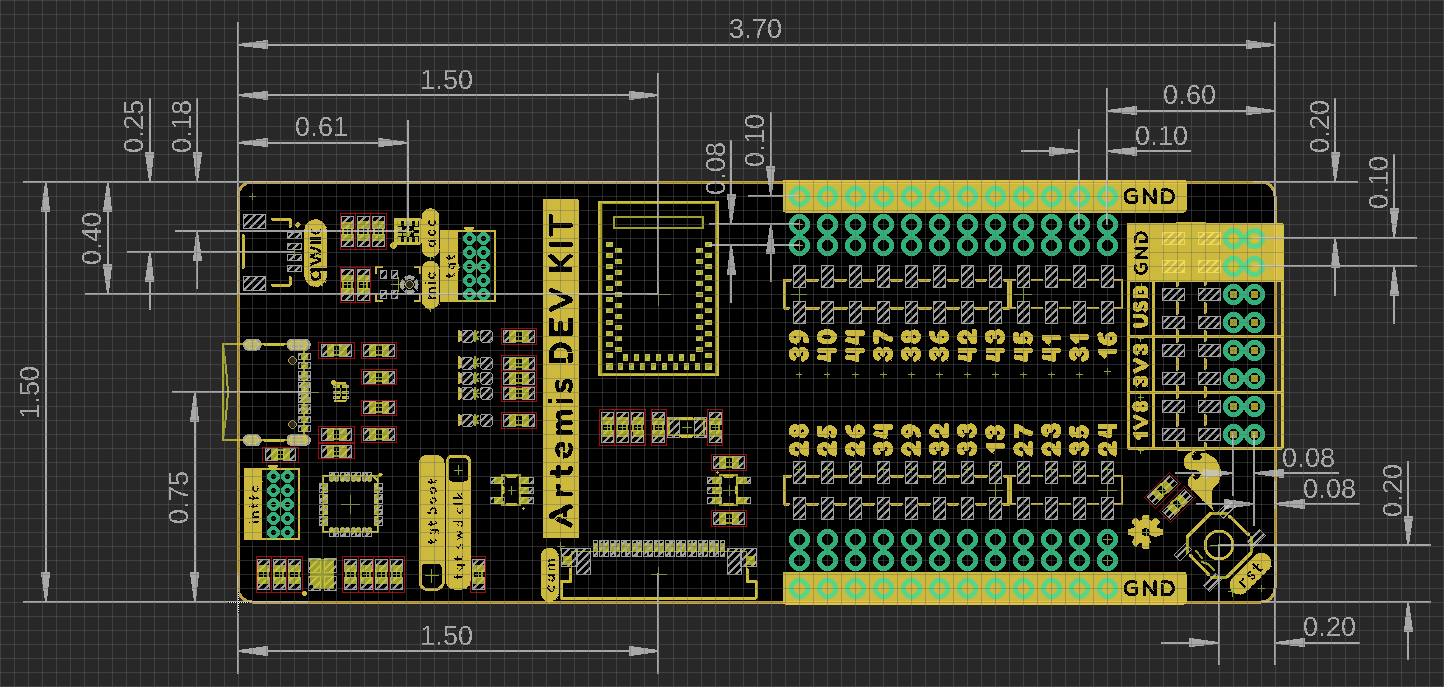 3.70
1.50
0.60
0.25
0.18
0.61
0.10
0.08
0.10
0.20
0.10
GND
0.40
qwiic
acc
mic
tgt
Artemis DEV KIT
GND
USB
3V3
1V8
39 40 44 37 38 36 42 43 45 41 31 16
28 25 26 34 29 32 33 13 27 23 35 24
1.50
0.75
intfc
tgt boot
tgt swd clk
cam
0.08
0.08
0.20
rst
GND
1.50
0.20